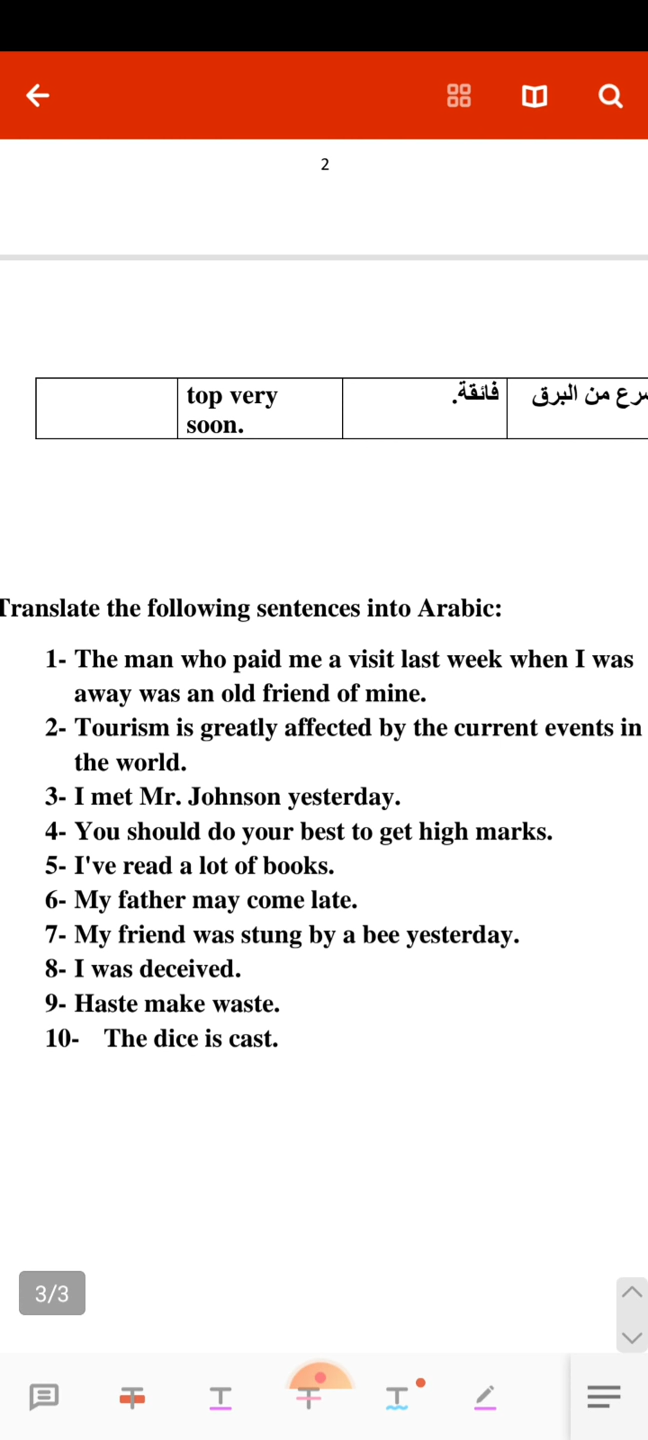 2
top very فائقة. سرع من البرق
soon.
Translate the following sentences into Arabic:
1- The man who paid me a visit last week when I was
away was an old friend of mine.
2- Tourism is greatly affected by the current events in
the world.
3- I met Mr. Johnson yesterday.
4- You should do your best to get high marks.
5- I've read a lot of books.
6- My father may come late.
7- My friend was stung by a bee yesterday.
8- I was deceived.
9- Haste make waste.
10- The dice is cast.
3/3